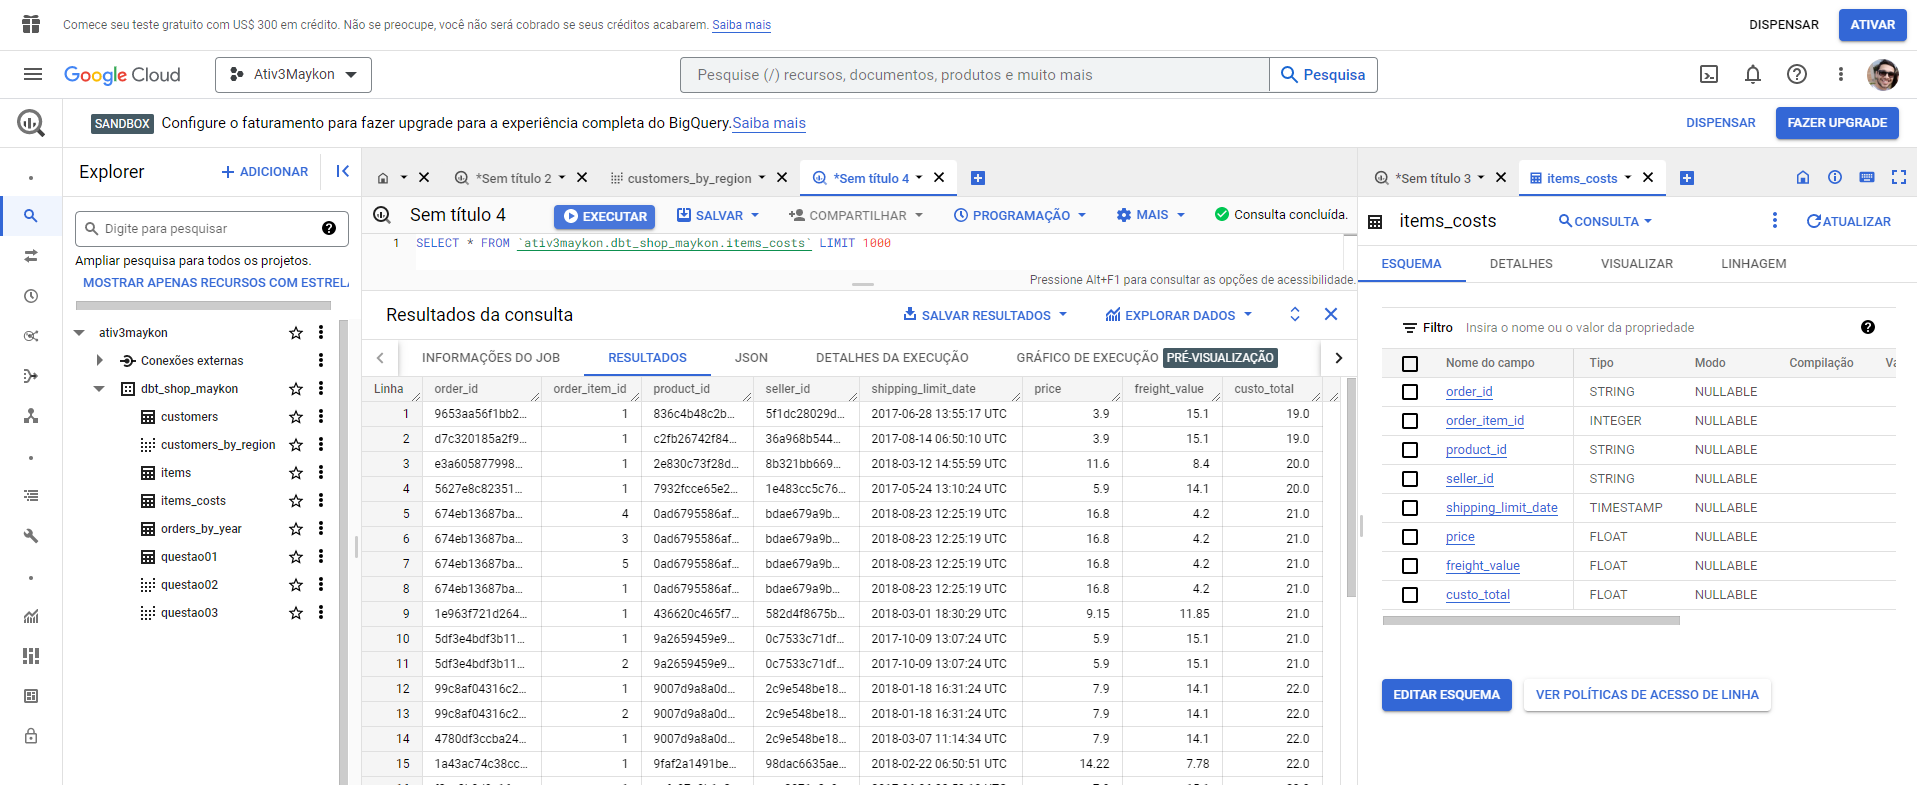 Comece seu teste gratuito com US$ 300 em crédito. Não se preocupe, você não será cobrado se seus créditos acabarem. Saiba mais
DISPENSAR
ATIVAR
Google Cloud
Ativ3Maykon
Pesquise (/) recursos, documentos, produtos e muito mais
Pesquisa
SANDBOX Configure o faturamento para fazer upgrade para a experiência completa do BigQuery. Saiba mais
DISPENSAR
FAZER UPGRADE
Explorer
+ ADICIONAR
Digite para pesquisar
Ampliar pesquisa para todos os projetos.
MOSTRAR APENAS RECURSOS COM ESTRELA
ativ3maykon
Conexões externas
dbt_shop_maykon
customers
customers_by_region
items
items_costs
orders_by_year
questao01
questao02
questao03
*Sem título 2
customers_by_region
*Sem título 4
Sem título 4
EXECUTAR
SALVAR
COMPARTILHAR
PROGRAMAÇÃO
MAIS
Consulta concluída.
1 SELECT * FROM `ativ3maykon.dbt_shop_maykon.items_costs` LIMIT 1000
Pressione Alt+F1 para consultar as opções de acessibilidade.
Resultados da consulta
SALVAR RESULTADOS
EXPLORAR DADOS
INFORMAÇÕES DO JOB RESULTADOS JSON DETALHES DA EXECUÇÃO GRÁFICO DE EXECUÇÃO PRÉ-VISUALIZAÇÃO
Linha order_id order_item_id product_id seller_id shipping_limit_date price freight_value custo_total
1 9653aa56f1bb2... 1 836c4b48c2b... 5f1dc28029d... 2017-06-28 13:55:17 UTC 3.9 15.1 19.0
2 d7c320185a2f9... 1 c2fb26742f84... 36a968b544... 2017-08-14 06:50:10 UTC 3.9 15.1 19.0
3 e3a605877998... 1 2e830c73f28d... 8b321bb669... 2018-03-12 14:55:59 UTC 11.6 8.4 20.0
4 5627e8c82351... 1 7932fcce65e2... 1e483cc5c76... 2017-05-24 13:10:24 UTC 5.9 14.1 20.0
5 674eb13687ba... 4 0ad6795586af... bdae679a9b... 2018-08-23 12:25:19 UTC 16.8 4.2 21.0
6 674eb13687ba... 3 0ad6795586af... bdae679a9b... 2018-08-23 12:25:19 UTC 16.8 4.2 21.0
7 674eb13687ba... 5 0ad6795586af... bdae679a9b... 2018-08-23 12:25:19 UTC 16.8 4.2 21.0
8 674eb13687ba... 1 0ad6795586af... bdae679a9b... 2018-08-23 12:25:19 UTC 16.8 4.2 21.0
9 1e963f721d264... 1 436620c465f7... 582d4f8675b... 2018-03-01 18:30:29 UTC 9.15 11.85 21.0
10 5df3e4bdf3b11... 1 9a2659459e9... 0c7533c71df... 2017-10-09 13:07:24 UTC 5.9 15.1 21.0
11 5df3e4bdf3b11... 2 9a2659459e9... 0c7533c71df... 2017-10-09 13:07:24 UTC 5.9 15.1 21.0
12 99c8af04316c2... 1 9007d9a8a0d... 2c9e548be18... 2018-01-18 16:31:24 UTC 7.9 14.1 22.0
13 99c8af04316c2... 2 9007d9a8a0d... 2c9e548be18... 2018-01-18 16:31:24 UTC 7.9 14.1 22.0
14 4780df3ccba24... 1 9007d9a8a0d... 2c9e548be18... 2018-03-07 11:14:34 UTC 7.9 14.1 22.0
15 1a43ac74c38cc... 1 9faf2a1491be... 98dac6635ae... 2018-02-22 06:50:51 UTC 14.22 7.78 22.0
*Sem título 3
items_costs
items_costs
CONSULTA
ATUALIZAR
ESQUEMA DETALHES VISUALIZAR LINHAGEM
Filtro Insira o nome ou o valor da propriedade
Nome do campo Tipo Modo Compilação Va
order_id STRING NULLABLE
order_item_id INTEGER NULLABLE
product_id STRING NULLABLE
seller_id STRING NULLABLE
shipping_limit_date TIMESTAMP NULLABLE
price FLOAT NULLABLE
freight_value FLOAT NULLABLE
custo_total FLOAT NULLABLE
EDITAR ESQUEMA
VER POLÍTICAS DE ACESSO DE LINHA